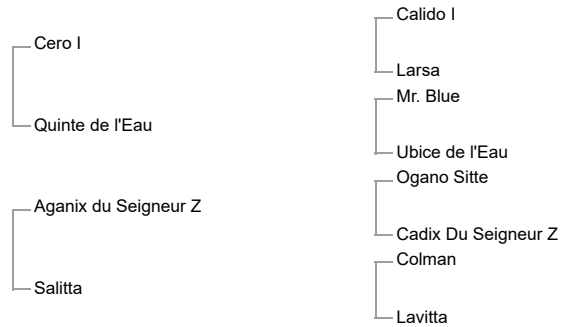 Calido I
Cero I
Larsa
Mr. Blue
Quinte de l'Eau
Ubice de l'Eau
Ogano Sitte
Aganix du Seigneur Z
Cadix Du Seigneur Z
Colman
Salitta
Lavitta